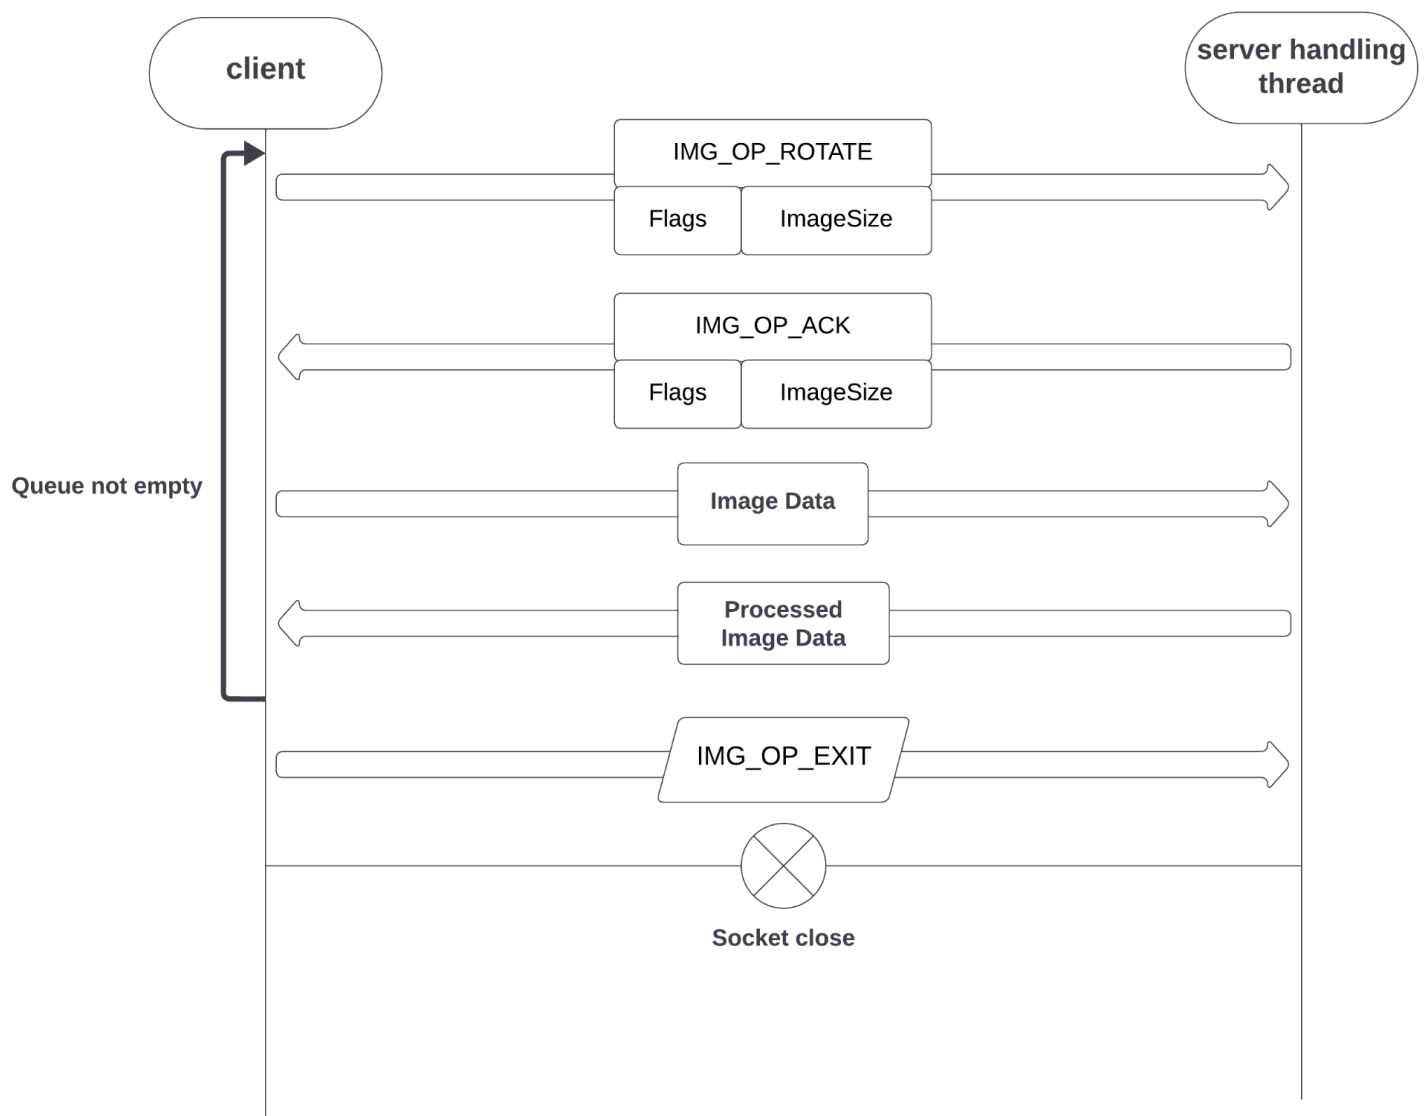 client
server handling
thread
IMG_OP_ROTATE
Flags
ImageSize
IMG_OP_ACK
Flags
ImageSize
Queue not empty
Image Data
Processed
Image Data
IMG_OP_EXIT
Socket close